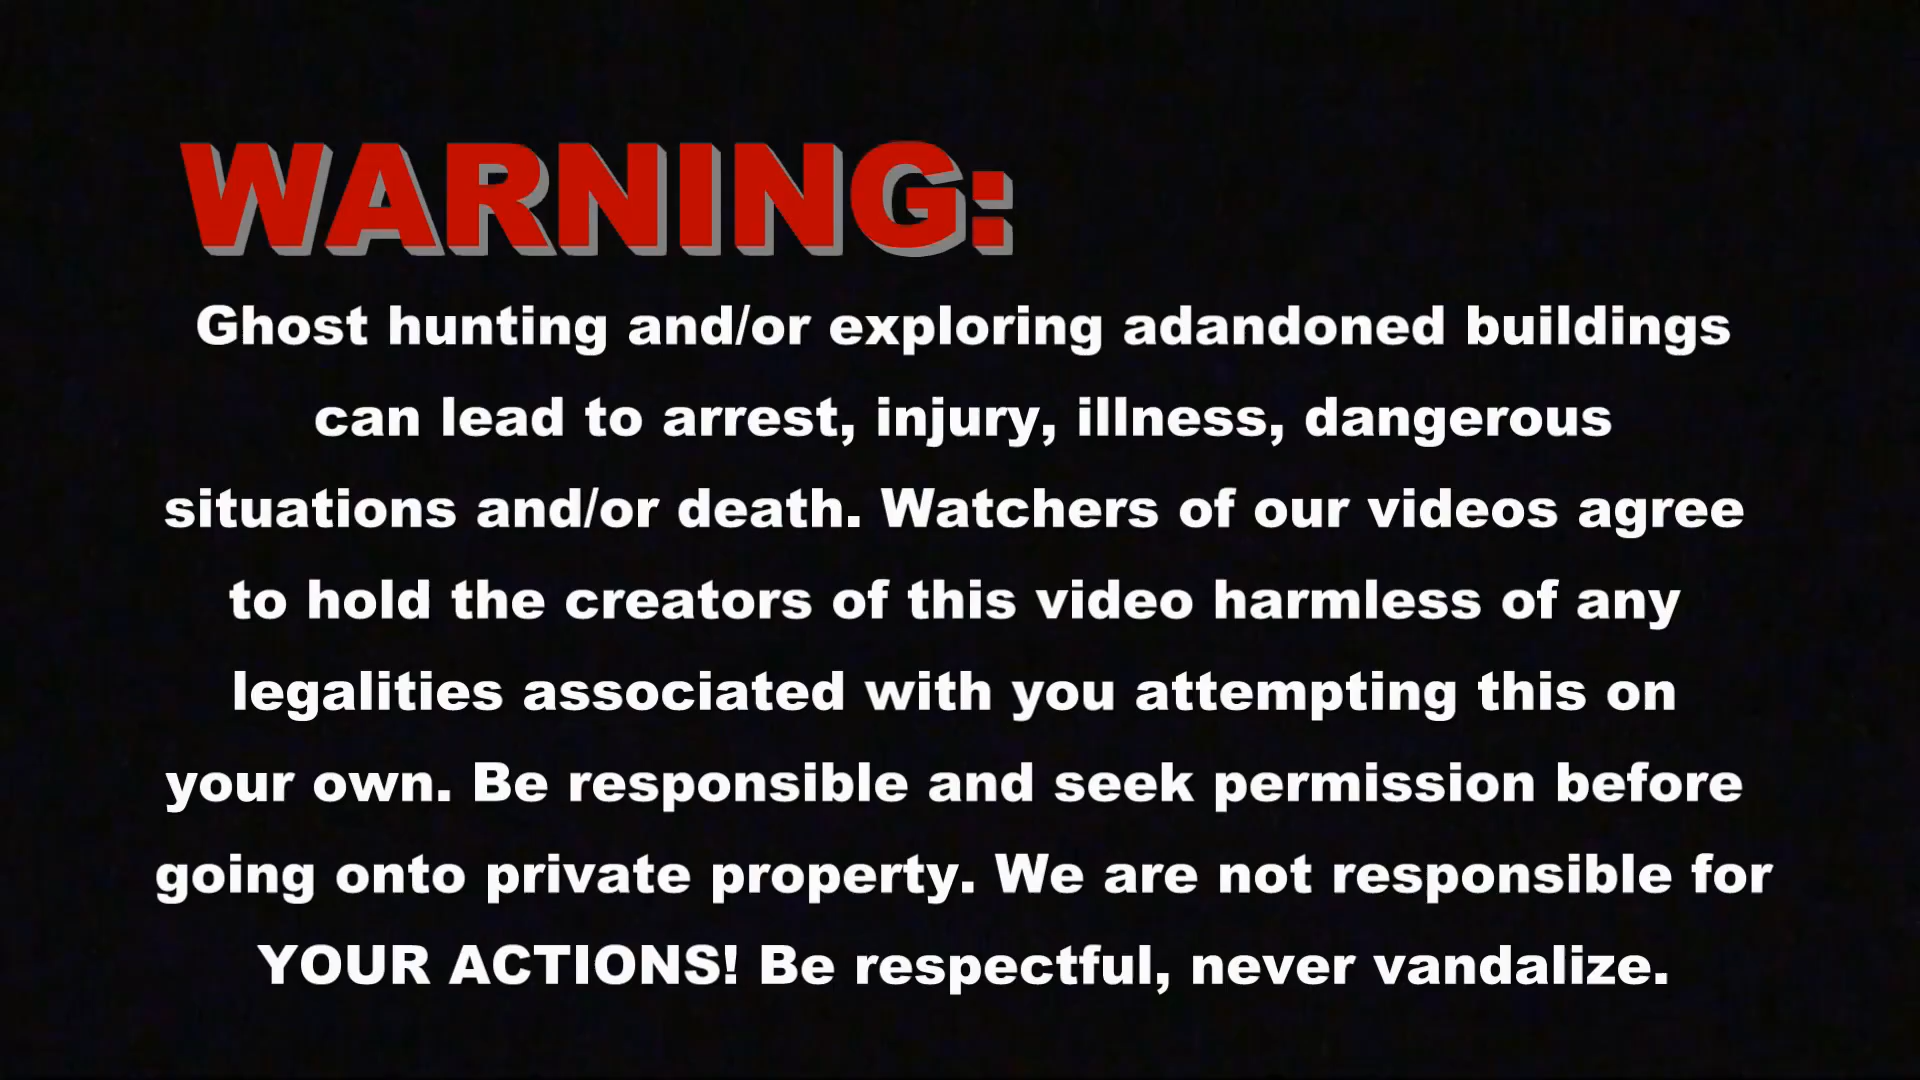 WARNING:
Ghost hunting and/or exploring adandoned buildings
can lead to arrest, injury, illness, dangerous
situations and/or death. Watchers of our videos agree
to hold the creators of this video harmless of any
legalities associated with you attempting this on
your own. Be responsible and seek permission before
going onto private property. We are not responsible for
YOUR ACTIONS! Be respectful, never vandalize.